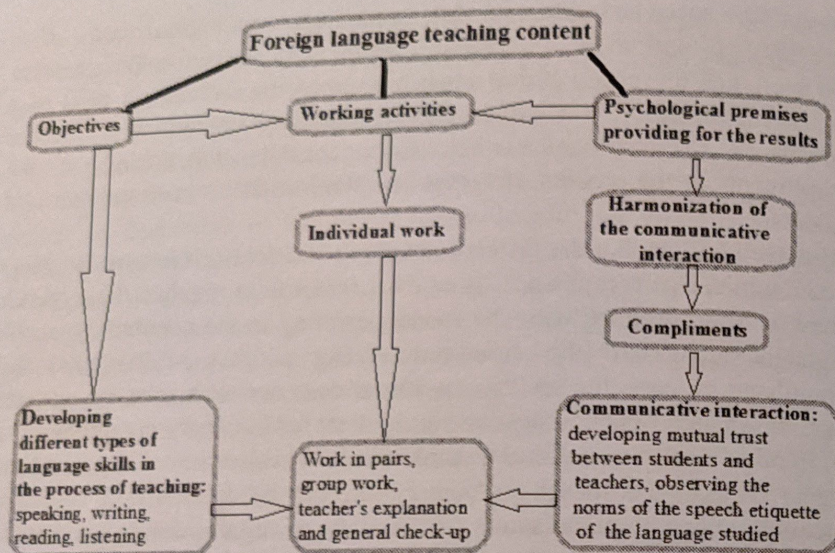 Foreign language teaching content
Objectives
Working activities
Psychological premises
providing for the results
Individual work
Harmonization of
the communicative
interaction
Compliments
Developing
different types of
language skills in
the process of teaching:
speaking, writing,
reading, listening
Work in pairs,
group work,
teacher's explanation
and general check-up
Communicative interaction:
developing mutual trust
between students and
teachers, observing the
norms of the speech etiquette
of the language studied